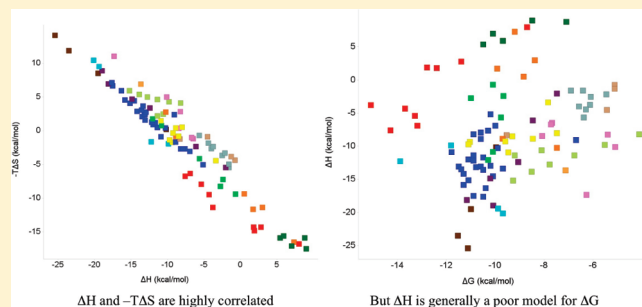 10
5
0
-5
-10
-15
-TΔS (kcal/mol)
-25 -20 -15 -10 -5 0 5
ΔH (kcal/mol)
ΔH and –TΔS are highly correlated
5
0
-5
-10
-15
-20
-25
ΔH (kcal/mol)
-14 -12 -10 -8 -6
ΔG (kcal/mol)
But ΔH is generally a poor model for ΔG